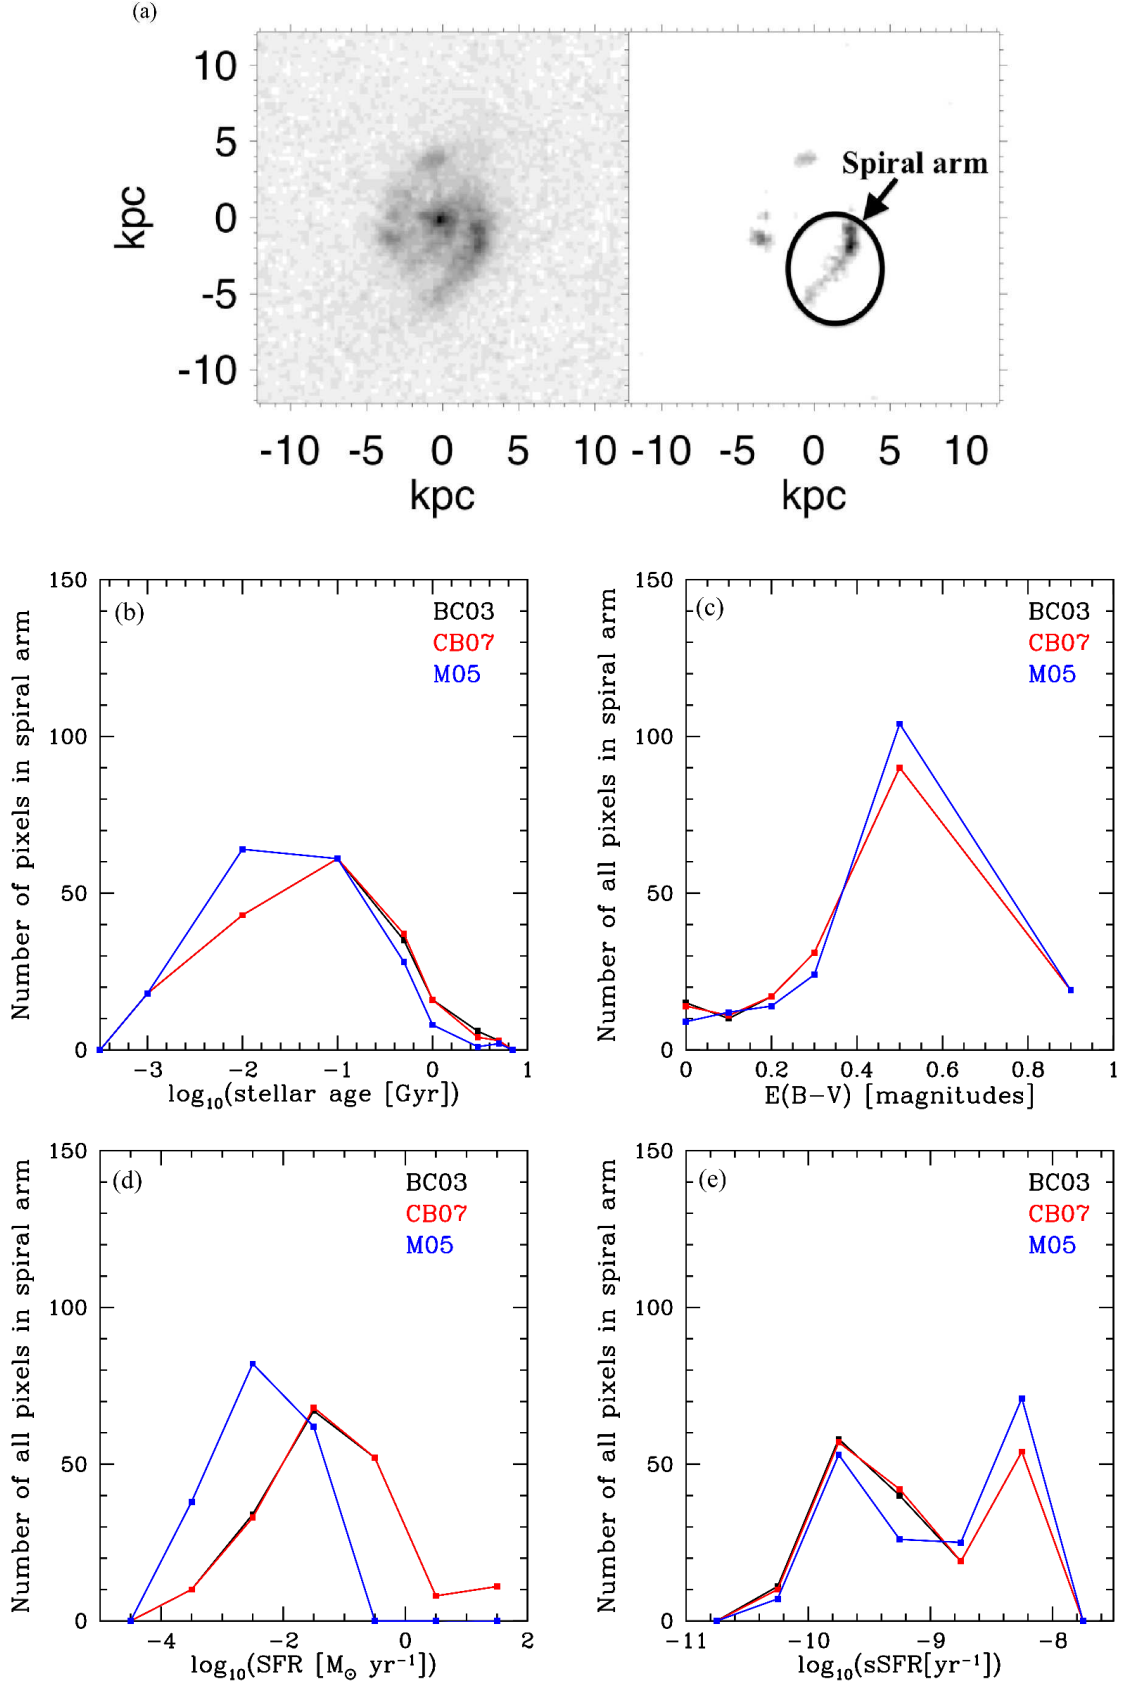 (a)
10
5
0
-5
-10
kpc
Spiral arm
-10 -5 0 5 10
-10 -5 0 5 10
kpc
kpc
(b)
BC03
CB07
M05
150
100
50
0
Number of pixels in spiral arm
−3 −2 −1 0 1
log10(stellar age [Gyr])
(c)
BC03
CB07
M05
150
100
50
0
Number of all pixels in spiral arm
0 0.2 0.4 0.6 0.8 1
E(B−V) [magnitudes]
(d)
BC03
CB07
M05
150
100
50
0
Number of all pixels in spiral arm
−4 −2 0 2
log10(SFR [M⊙ yr−1])
(e)
BC03
CB07
M05
150
100
50
0
Number of all pixels in spiral arm
−11 −10 −9 −8
log10(sSFR[yr−1])